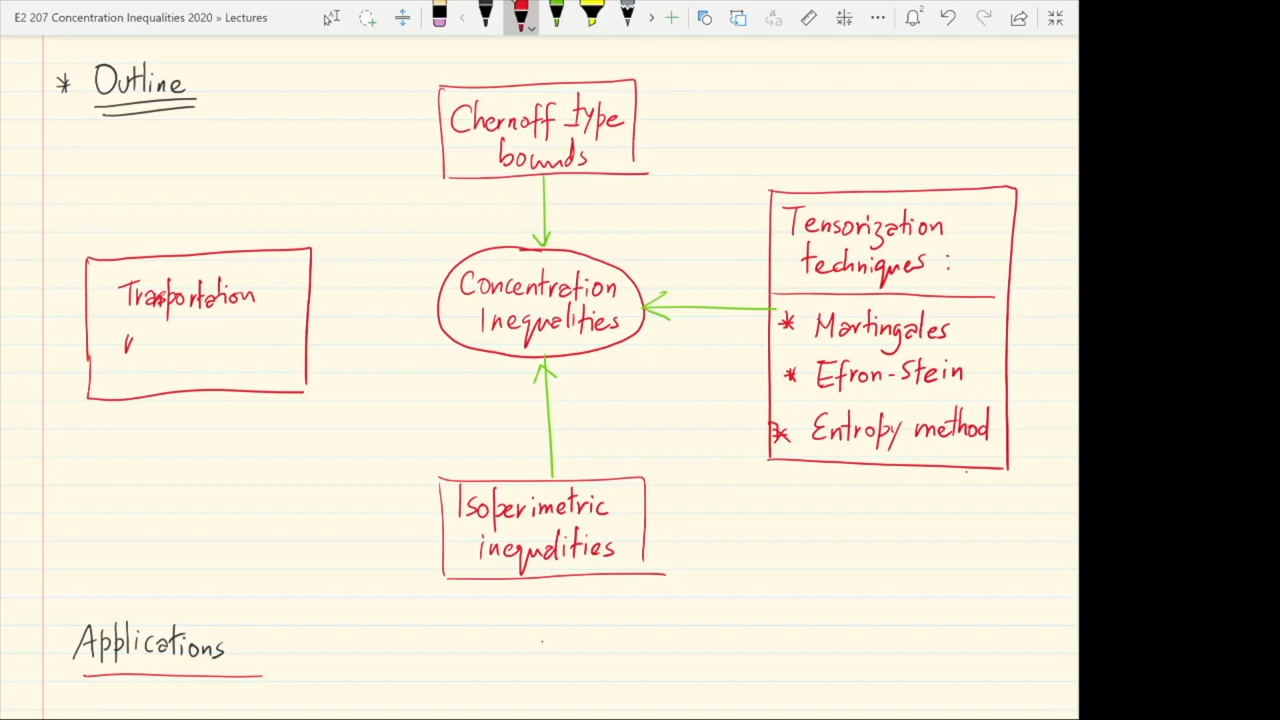 E2 207 Concentration Inequalities 2020 » Lectures
* Outline
Chernoff type
bounds
Trasportation
Concentration
Inequalities
Tensorization
techniques :
* Martingales
* Efron-Stein
* Entropy method
Isoperimetric
inequalities
Applications